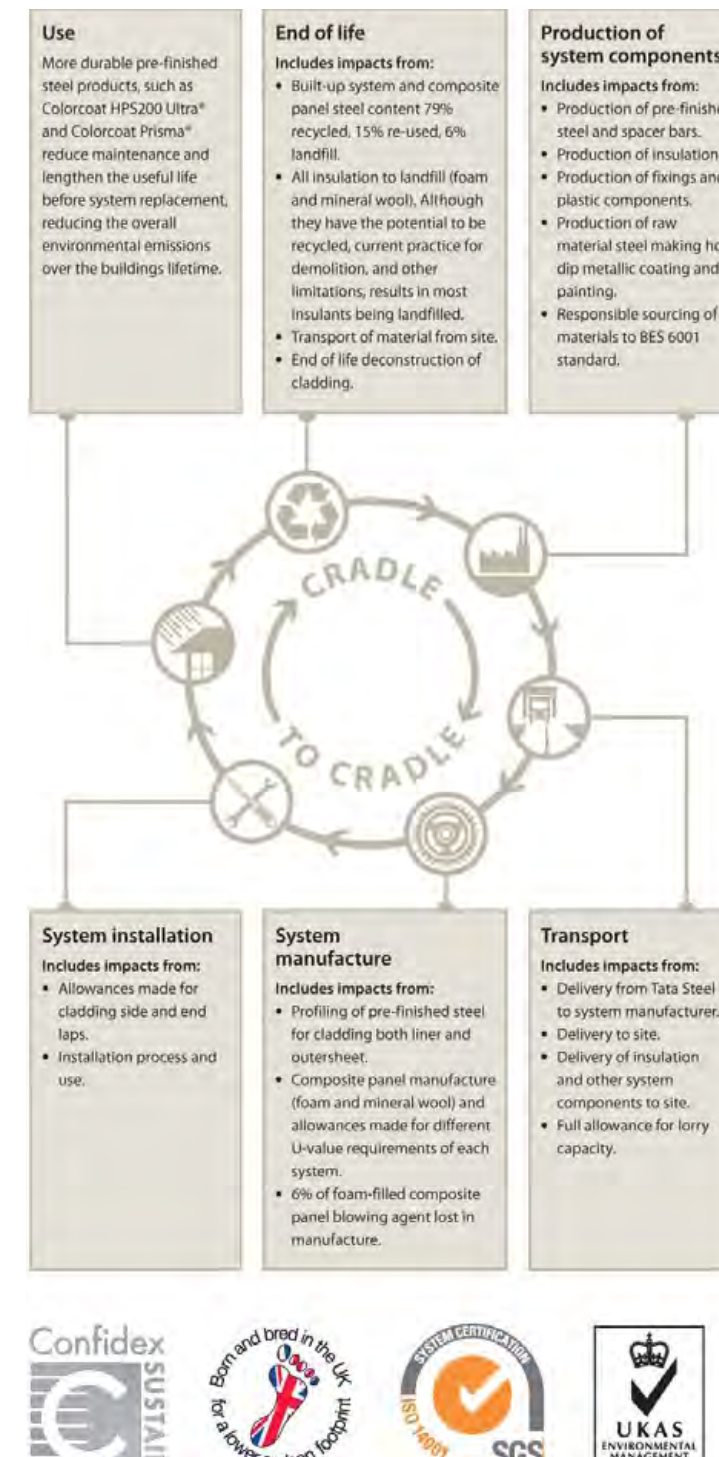 Use
More durable pre-finished
steel products, such as
Colorcoat HPS200 Ultra®
and Colorcoat Prisma®
reduce maintenance and
lengthen the useful life
before system replacement,
reducing the overall
environmental emissions
over the buildings lifetime.
End of life
Includes impacts from:
• Built-up system and composite
panel steel content 79%
recycled, 15% re-used, 6%
landfill.
• All insulation to landfill (foam
and mineral wool). Although
they have the potential to be
recycled, current practice for
demolition, and other
limitations, results in most
insulants being landfilled.
• Transport of material from site.
• End of life deconstruction of
cladding.
Production of
system components
Includes impacts from:
• Production of pre-finishe
steel and spacer bars.
• Production of insulation
• Production of fixings and
plastic components.
• Production of raw
material steel making ho
dip metallic coating and
painting.
• Responsible sourcing of
materials to BES 6001
standard.
CRADLE
TO CRADLE
System installation
Includes impacts from:
• Allowances made for
cladding side and end
laps.
• Installation process and
use.
System
manufacture
Includes impacts from:
• Profiling of pre-finished steel
for cladding both liner and
outersheet.
• Composite panel manufacture
(foam and mineral wool) and
allowances made for different
U-value requirements of each
system.
• 6% of foam-filled composite
panel blowing agent lost in
manufacture.
Transport
Includes impacts from:
• Delivery from Tata Steel
to system manufacturer.
• Delivery to site.
• Delivery of insulation
and other system
components to site.
• Full allowance for lorry
capacity.
Confidex
SUSTAI
Born and bred in the UK
for a lower footprint
SYSTEM CERTIFICATION
ISO 14001
SGS
UKAS
ENVIRONMENTAL
MANAGEMENT